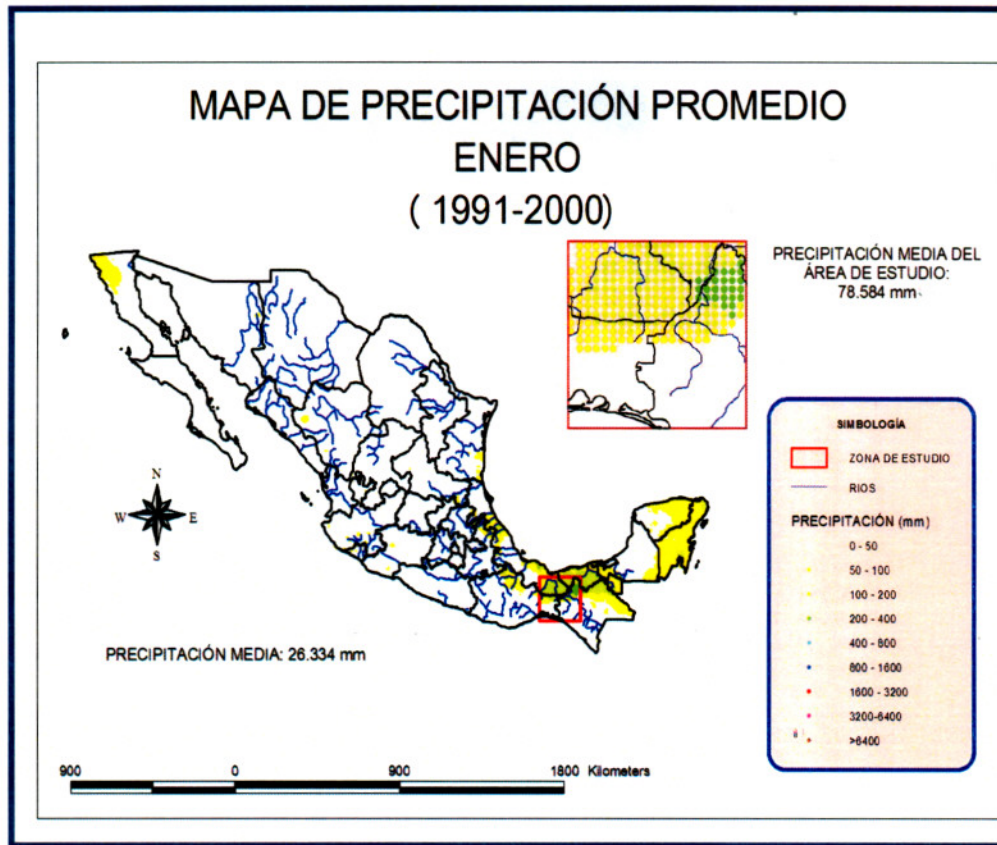 MAPA DE PRECIPITACIÓN PROMEDIO
ENERO
( 1991-2000)
PRECIPITACIÓN MEDIA DEL
ÁREA DE ESTUDIO:
78.584 mm
SIMBOLOGÍA
ZONA DE ESTUDIO
RIOS
PRECIPITACIÓN (mm)
0 - 50
50 - 100
100 - 200
200 - 400
400 - 800
800 - 1600
1600 - 3200
3200-6400
>6400
N
W E
S
PRECIPITACIÓN MEDIA: 26.334 mm
900 0 900 1800 Kilometers